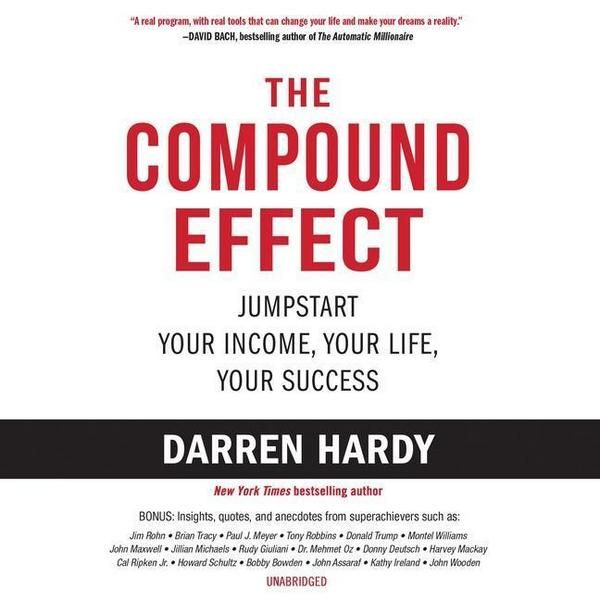 "A real program, with real tools that can change your life and make your dreams a reality."
—DAVID BACH, bestselling author of The Automatic Millionaire
THE
COMPOUND
EFFECT
JUMPSTART
YOUR INCOME, YOUR LIFE,
YOUR SUCCESS
DARREN HARDY
New York Times bestselling author
BONUS: Insights, quotes, and anecdotes from superachievers such as:
Jim Rohn • Brian Tracy • Paul J. Meyer • Tony Robbins • Donald Trump • Montel Williams
John Maxwell • Jillian Michaels • Rudy Giuliani • Dr. Mehmet Oz • Donny Deutsch • Harvey Mackay
Cal Ripken Jr. • Howard Schultz • Bobby Bowden • John Assaraf • Kathy Ireland • John Wooden
UNABRIDGED